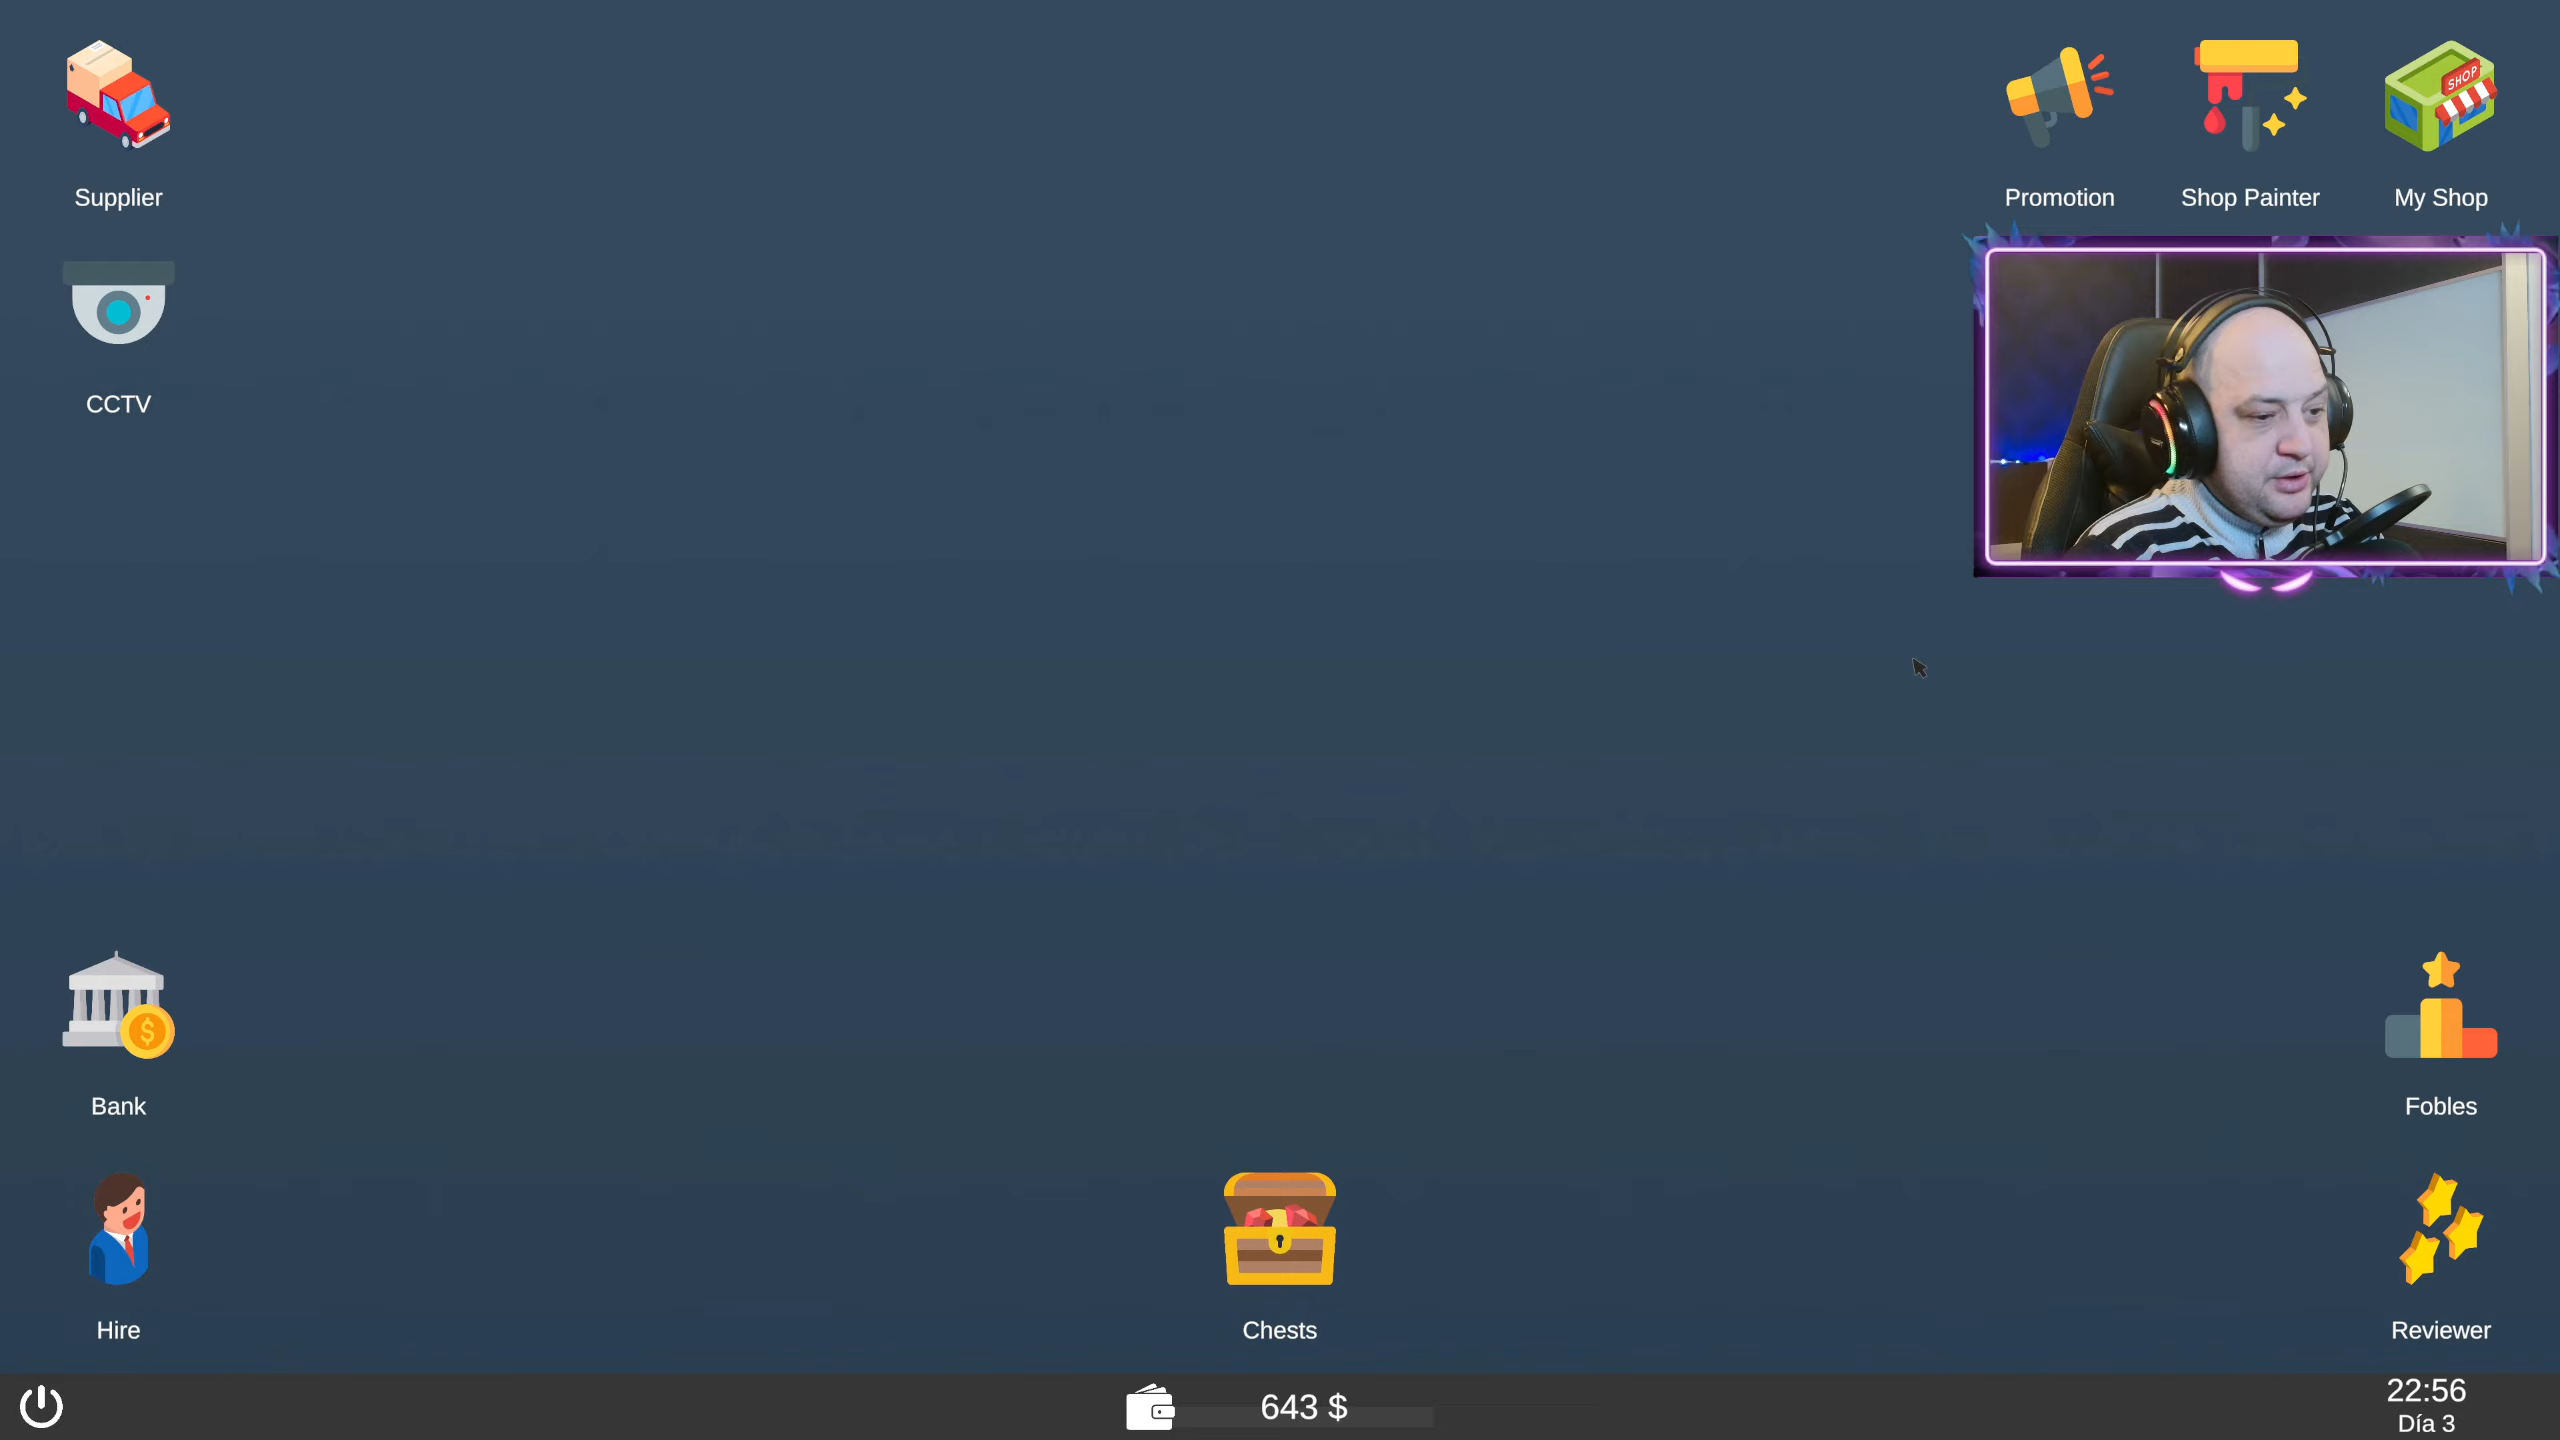 Supplier
Promotion
Shop Painter
SHOP
My Shop
CCTV
Bank
Fobles
Hire
Chests
Reviewer
643 $
22:56
Día 3